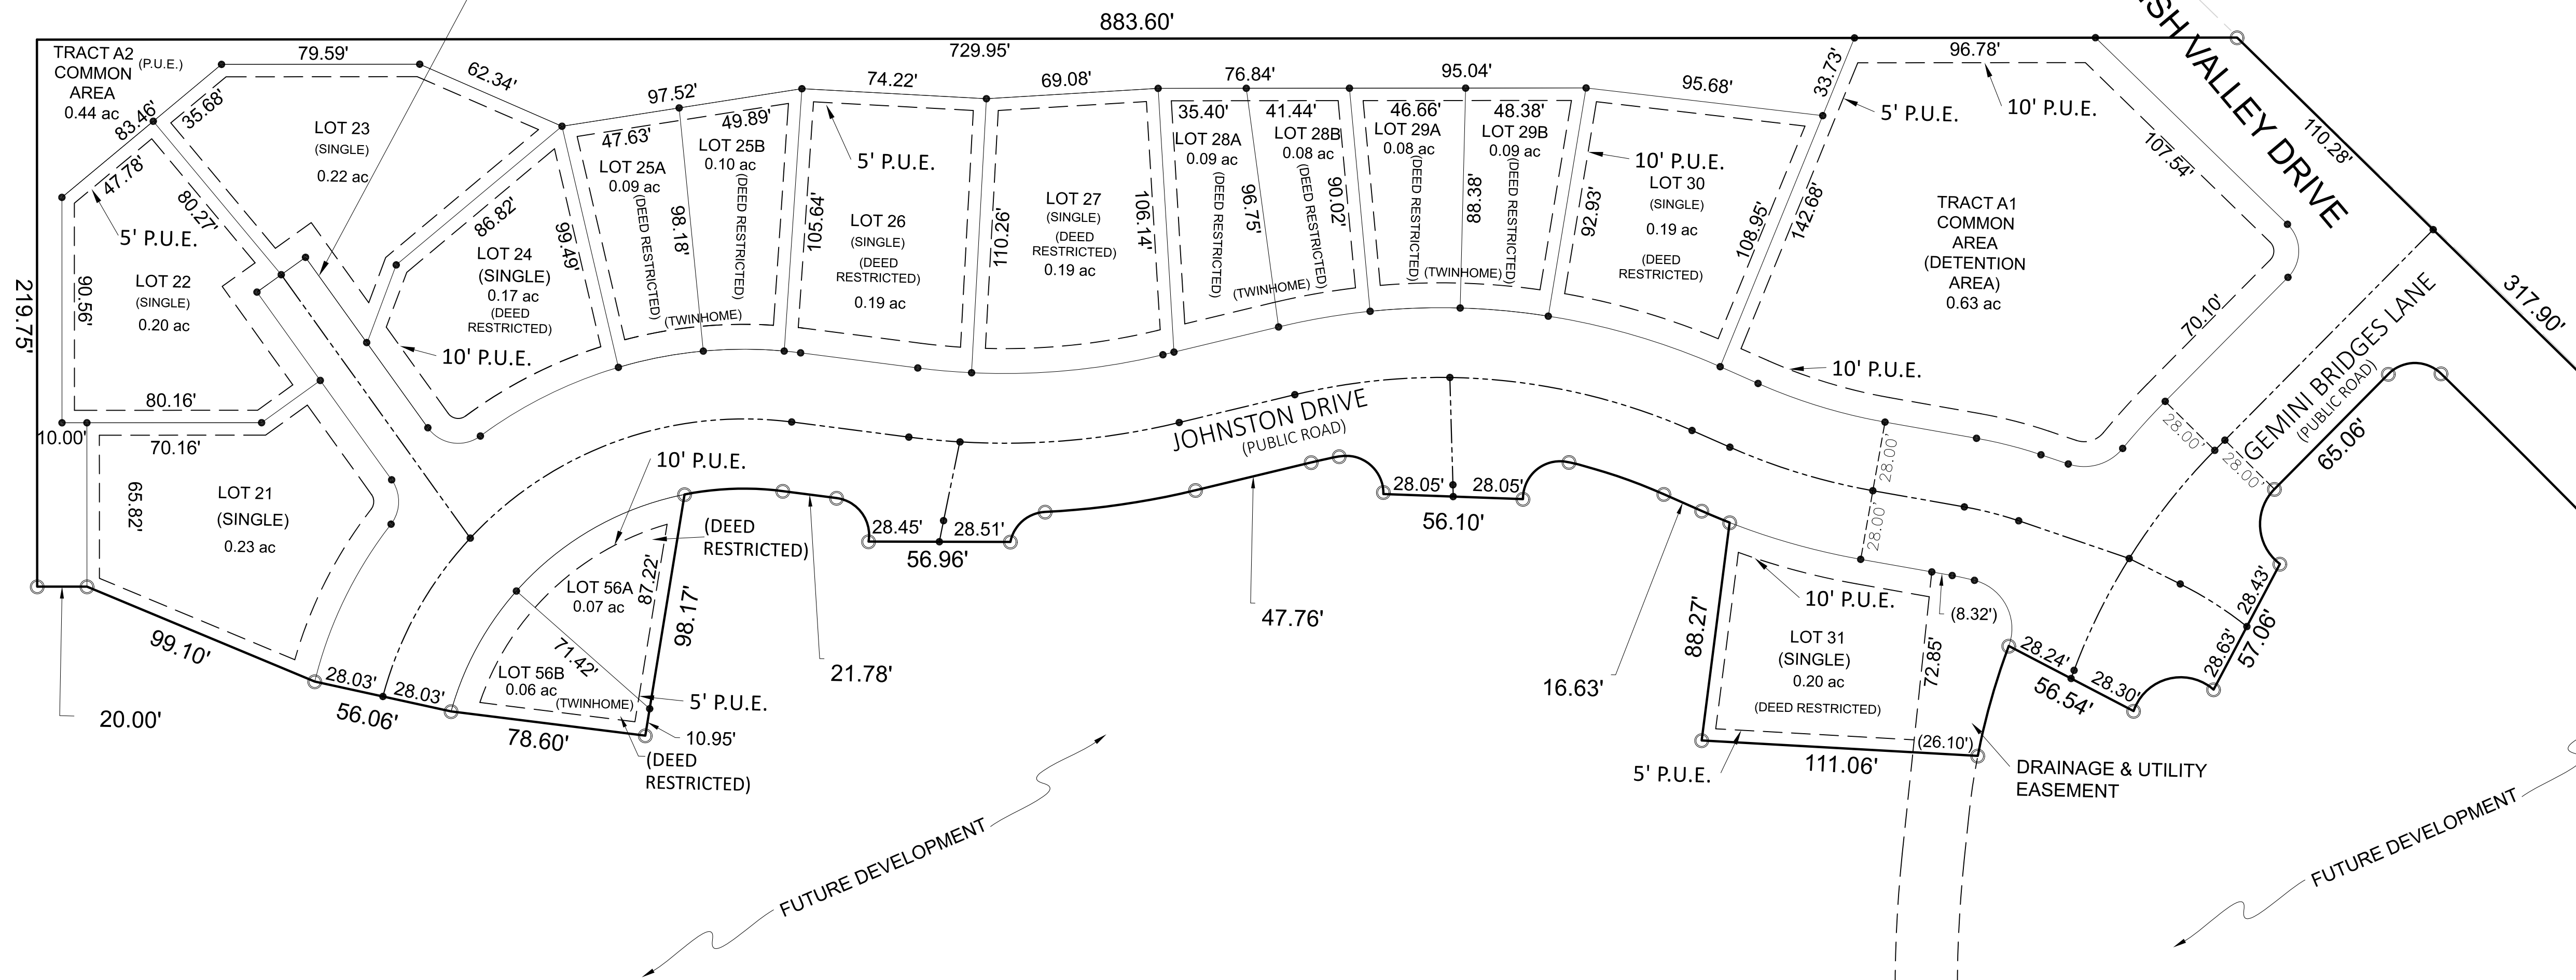 883.60'
729.95'
TRACT A2
COMMON
AREA
0.44 ac
(P.U.E.)
79.59'
62.34'
83.46'
35.68'
LOT 23
(SINGLE)
0.22 ac
47.78'
80.27'
5' P.U.E.
LOT 22
(SINGLE)
0.20 ac
90.56'
80.16'
219.75'
10.00'
70.16'
65.82'
LOT 21
(SINGLE)
0.23 ac
99.10'
20.00'
28.03'
28.03'
56.06'
86.82'
99.49'
LOT 24
(SINGLE)
0.17 ac
(DEED
RESTRICTED)
10' P.U.E.
97.52'
47.63'
49.89'
LOT 25A
0.09 ac
(DEED RESTRICTED)
98.18'
LOT 25B
0.10 ac
(DEED RESTRICTED)
(TWINHOME)
74.22'
5' P.U.E.
105.64'
LOT 26
(SINGLE)
(DEED
RESTRICTED)
0.19 ac
110.26'
69.08'
LOT 27
(SINGLE)
(DEED
RESTRICTED)
0.19 ac
106.14'
76.84'
35.40'
41.44'
LOT 28A
0.09 ac
(DEED RESTRICTED)
96.75'
LOT 28B
0.08 ac
(DEED RESTRICTED)
90.02'
(TWINHOME)
95.04'
46.66'
48.38'
LOT 29A
0.08 ac
(DEED RESTRICTED)
88.38'
LOT 29B
0.09 ac
(DEED RESTRICTED)
(TWINHOME)
95.68'
10' P.U.E.
92.93'
LOT 30
(SINGLE)
0.19 ac
(DEED
RESTRICTED)
108.95'
33.73'
142.68'
96.78'
5' P.U.E.
10' P.U.E.
TRACT A1
COMMON
AREA
(DETENTION
AREA)
0.63 ac
107.54'
70.10'
10' P.U.E.
VALLEY DRIVE
110.28'
317.90'
GEMINI BRIDGES LANE
(PUBLIC ROAD)
65.06'
28.00'
28.00'
JOHNSTON DRIVE
(PUBLIC ROAD)
28.00'
28.00'
10' P.U.E.
(DEED
RESTRICTED)
LOT 56A
0.07 ac
87.22'
98.17'
71.42'
LOT 56B
0.06 ac
(TWINHOME)
5' P.U.E.
10.95'
(DEED
RESTRICTED)
78.60'
21.78'
28.45'
28.51'
56.96'
47.76'
28.05'
28.05'
56.10'
16.63'
88.27'
10' P.U.E.
LOT 31
(SINGLE)
0.20 ac
(DEED RESTRICTED)
72.85'
(8.32')
(26.10')
5' P.U.E.
111.06'
28.24'
28.30'
56.54'
28.43'
28.63'
57.06'
DRAINAGE & UTILITY
EASEMENT
FUTURE DEVELOPMENT
FUTURE DEVELOPMENT